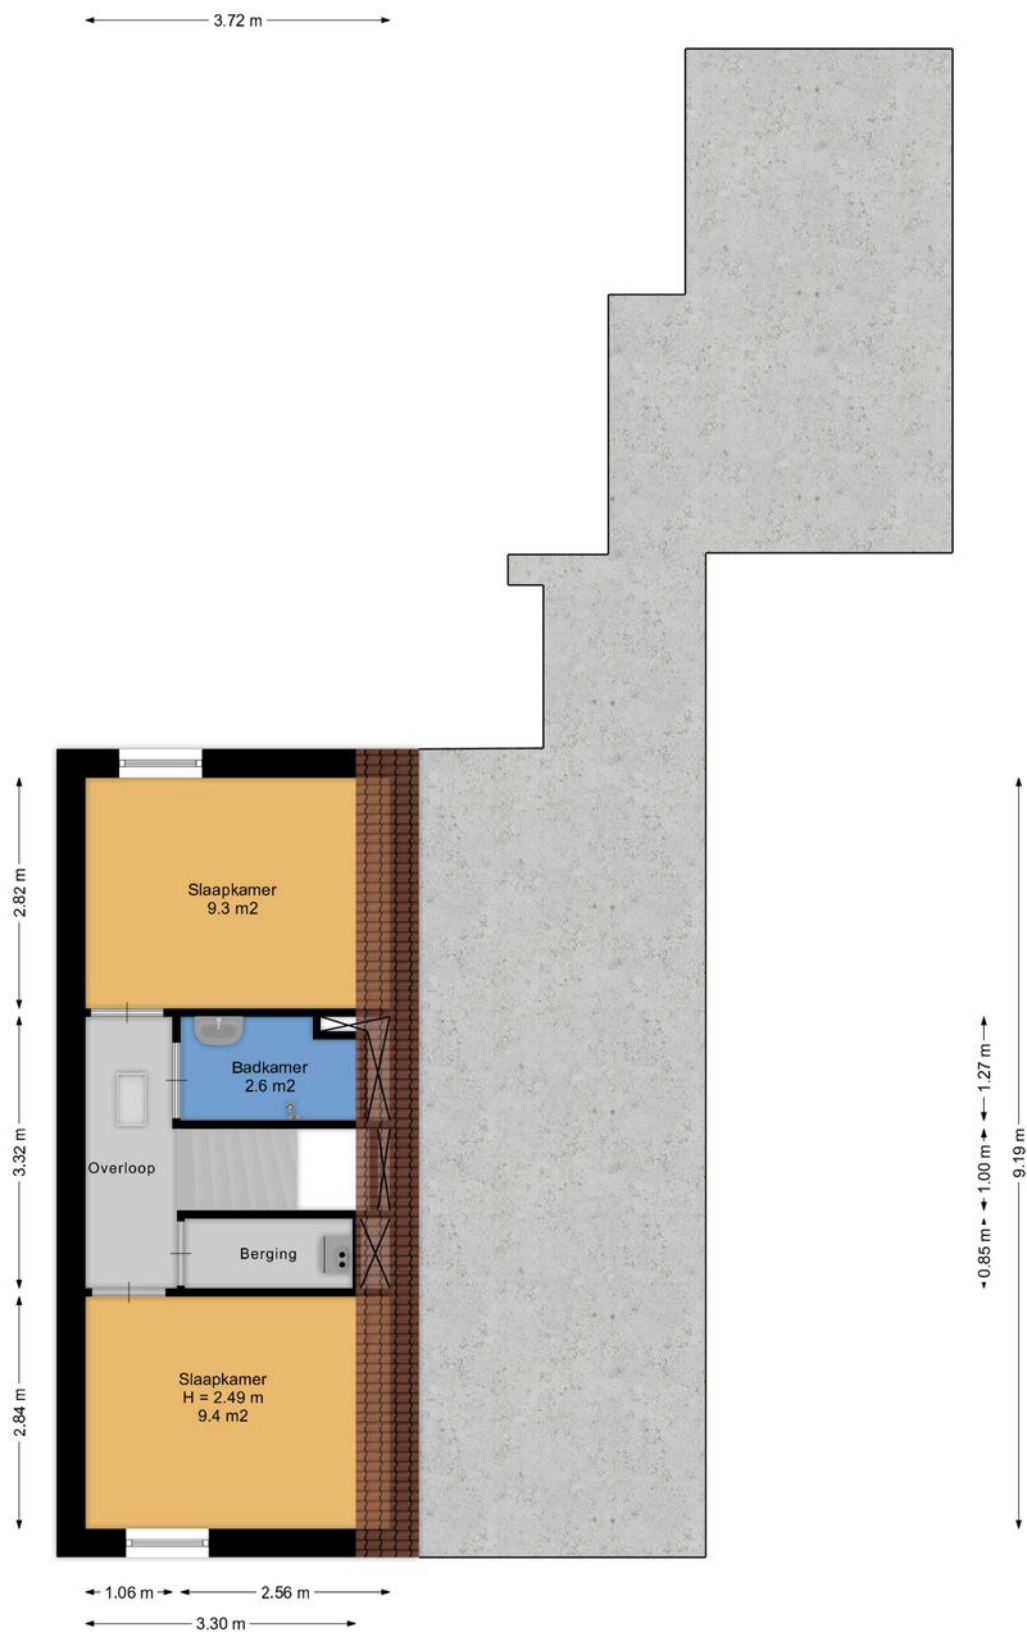 3.72 m
2.82 m
Slaapkamer
9.3 m2
Badkamer
2.6 m2
1.27 m
3.32 m
Overloop
1.00 m
9.19 m
Berging
0.85 m
Slaapkamer
H = 2.49 m
9.4 m2
2.84 m
1.06 m
2.56 m
3.30 m